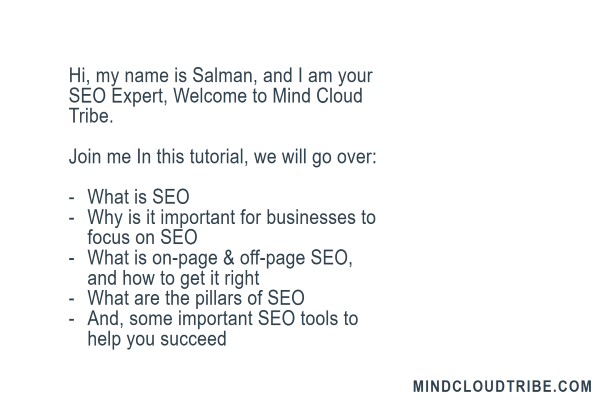 Hi, my name is Salman, and I am your
SEO Expert, Welcome to Mind Cloud
Tribe.
Join me In this tutorial, we will go over:
- What is SEO
- Why is it important for businesses to
focus on SEO
- What is on-page & off-page SEO,
and how to get it right
- What are the pillars of SEO
- And, some important SEO tools to
help you succeed
MINDCLOUDTRIBE.COM